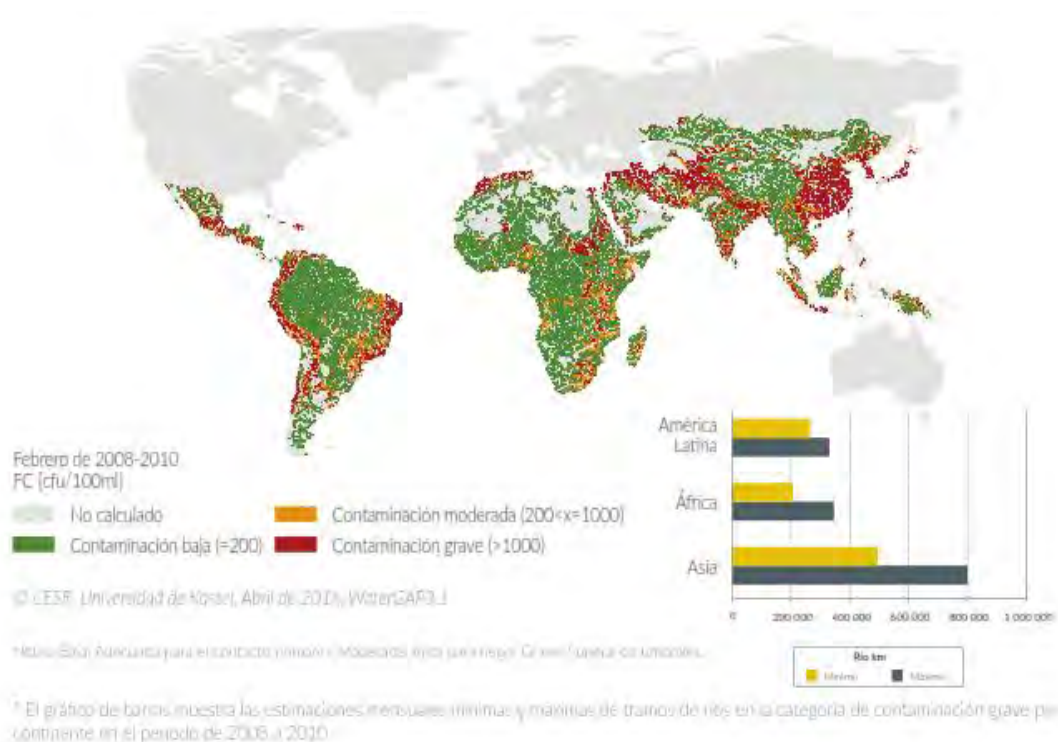 América
Latina
África
Asia
0 200 000 400 000 600 000 800 000 1 000 000
Río km
Mínimo Máximo
Febrero de 2008-2010
FC (cfu/100ml)
No calculado
Contaminación moderada (200<x=1000)
Contaminación baja (=200)
Contaminación grave (>1000)
© CESR, Universidad de Kassel, Abril de 2016, WaterGAP3.1
para el contacto primario
* El gráfico de barras muestra las estimaciones mensuales mínimas y máximas de tramos de ríos en la categoría de contaminación grave por
continente en el periodo de 2008 a 2010